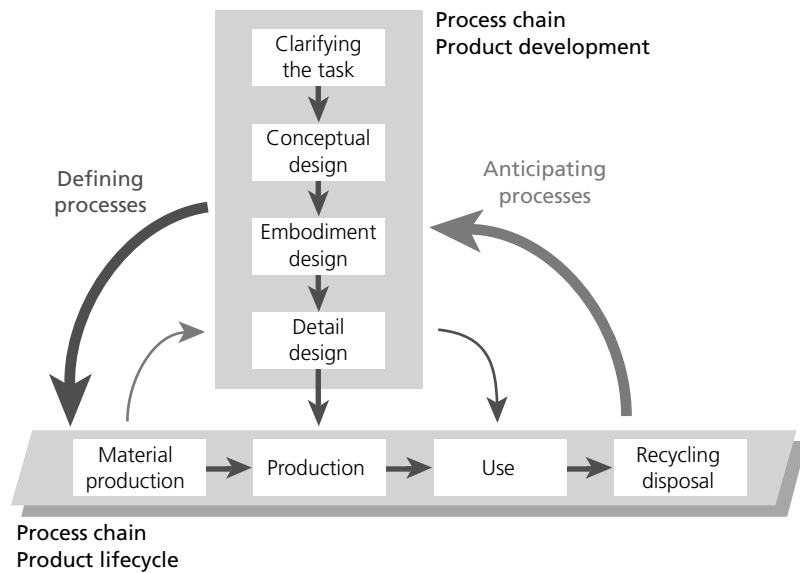 Process chain
Product development
Clarifying
the task
Conceptual
design
Defining
processes
Anticipating
processes
Embodiment
design
Detail
design
Material
production
Production
Use
Recycling
disposal
Process chain
Product lifecycle